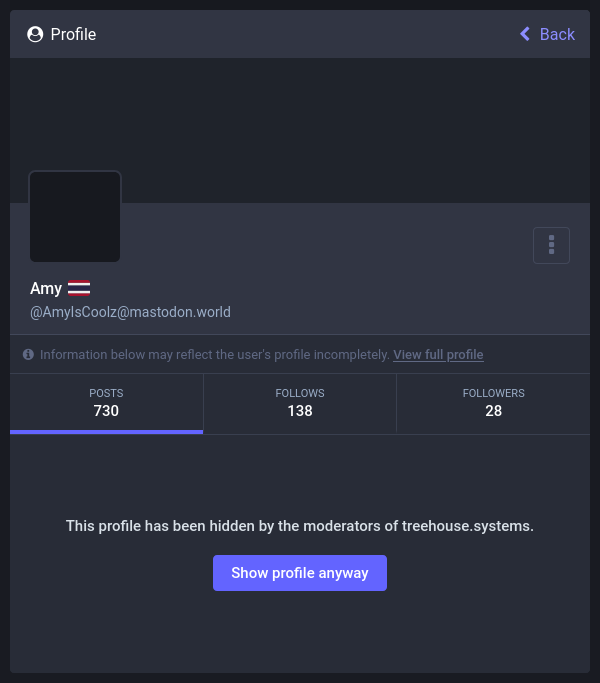 Profile
Back
Amy 🇹🇭
@AmyIsCoolz@mastodon.world
Information below may reflect the user's profile incompletely. View full profile
POSTS
730
FOLLOWS
138
FOLLOWERS
28
This profile has been hidden by the moderators of treehouse.systems.
Show profile anyway